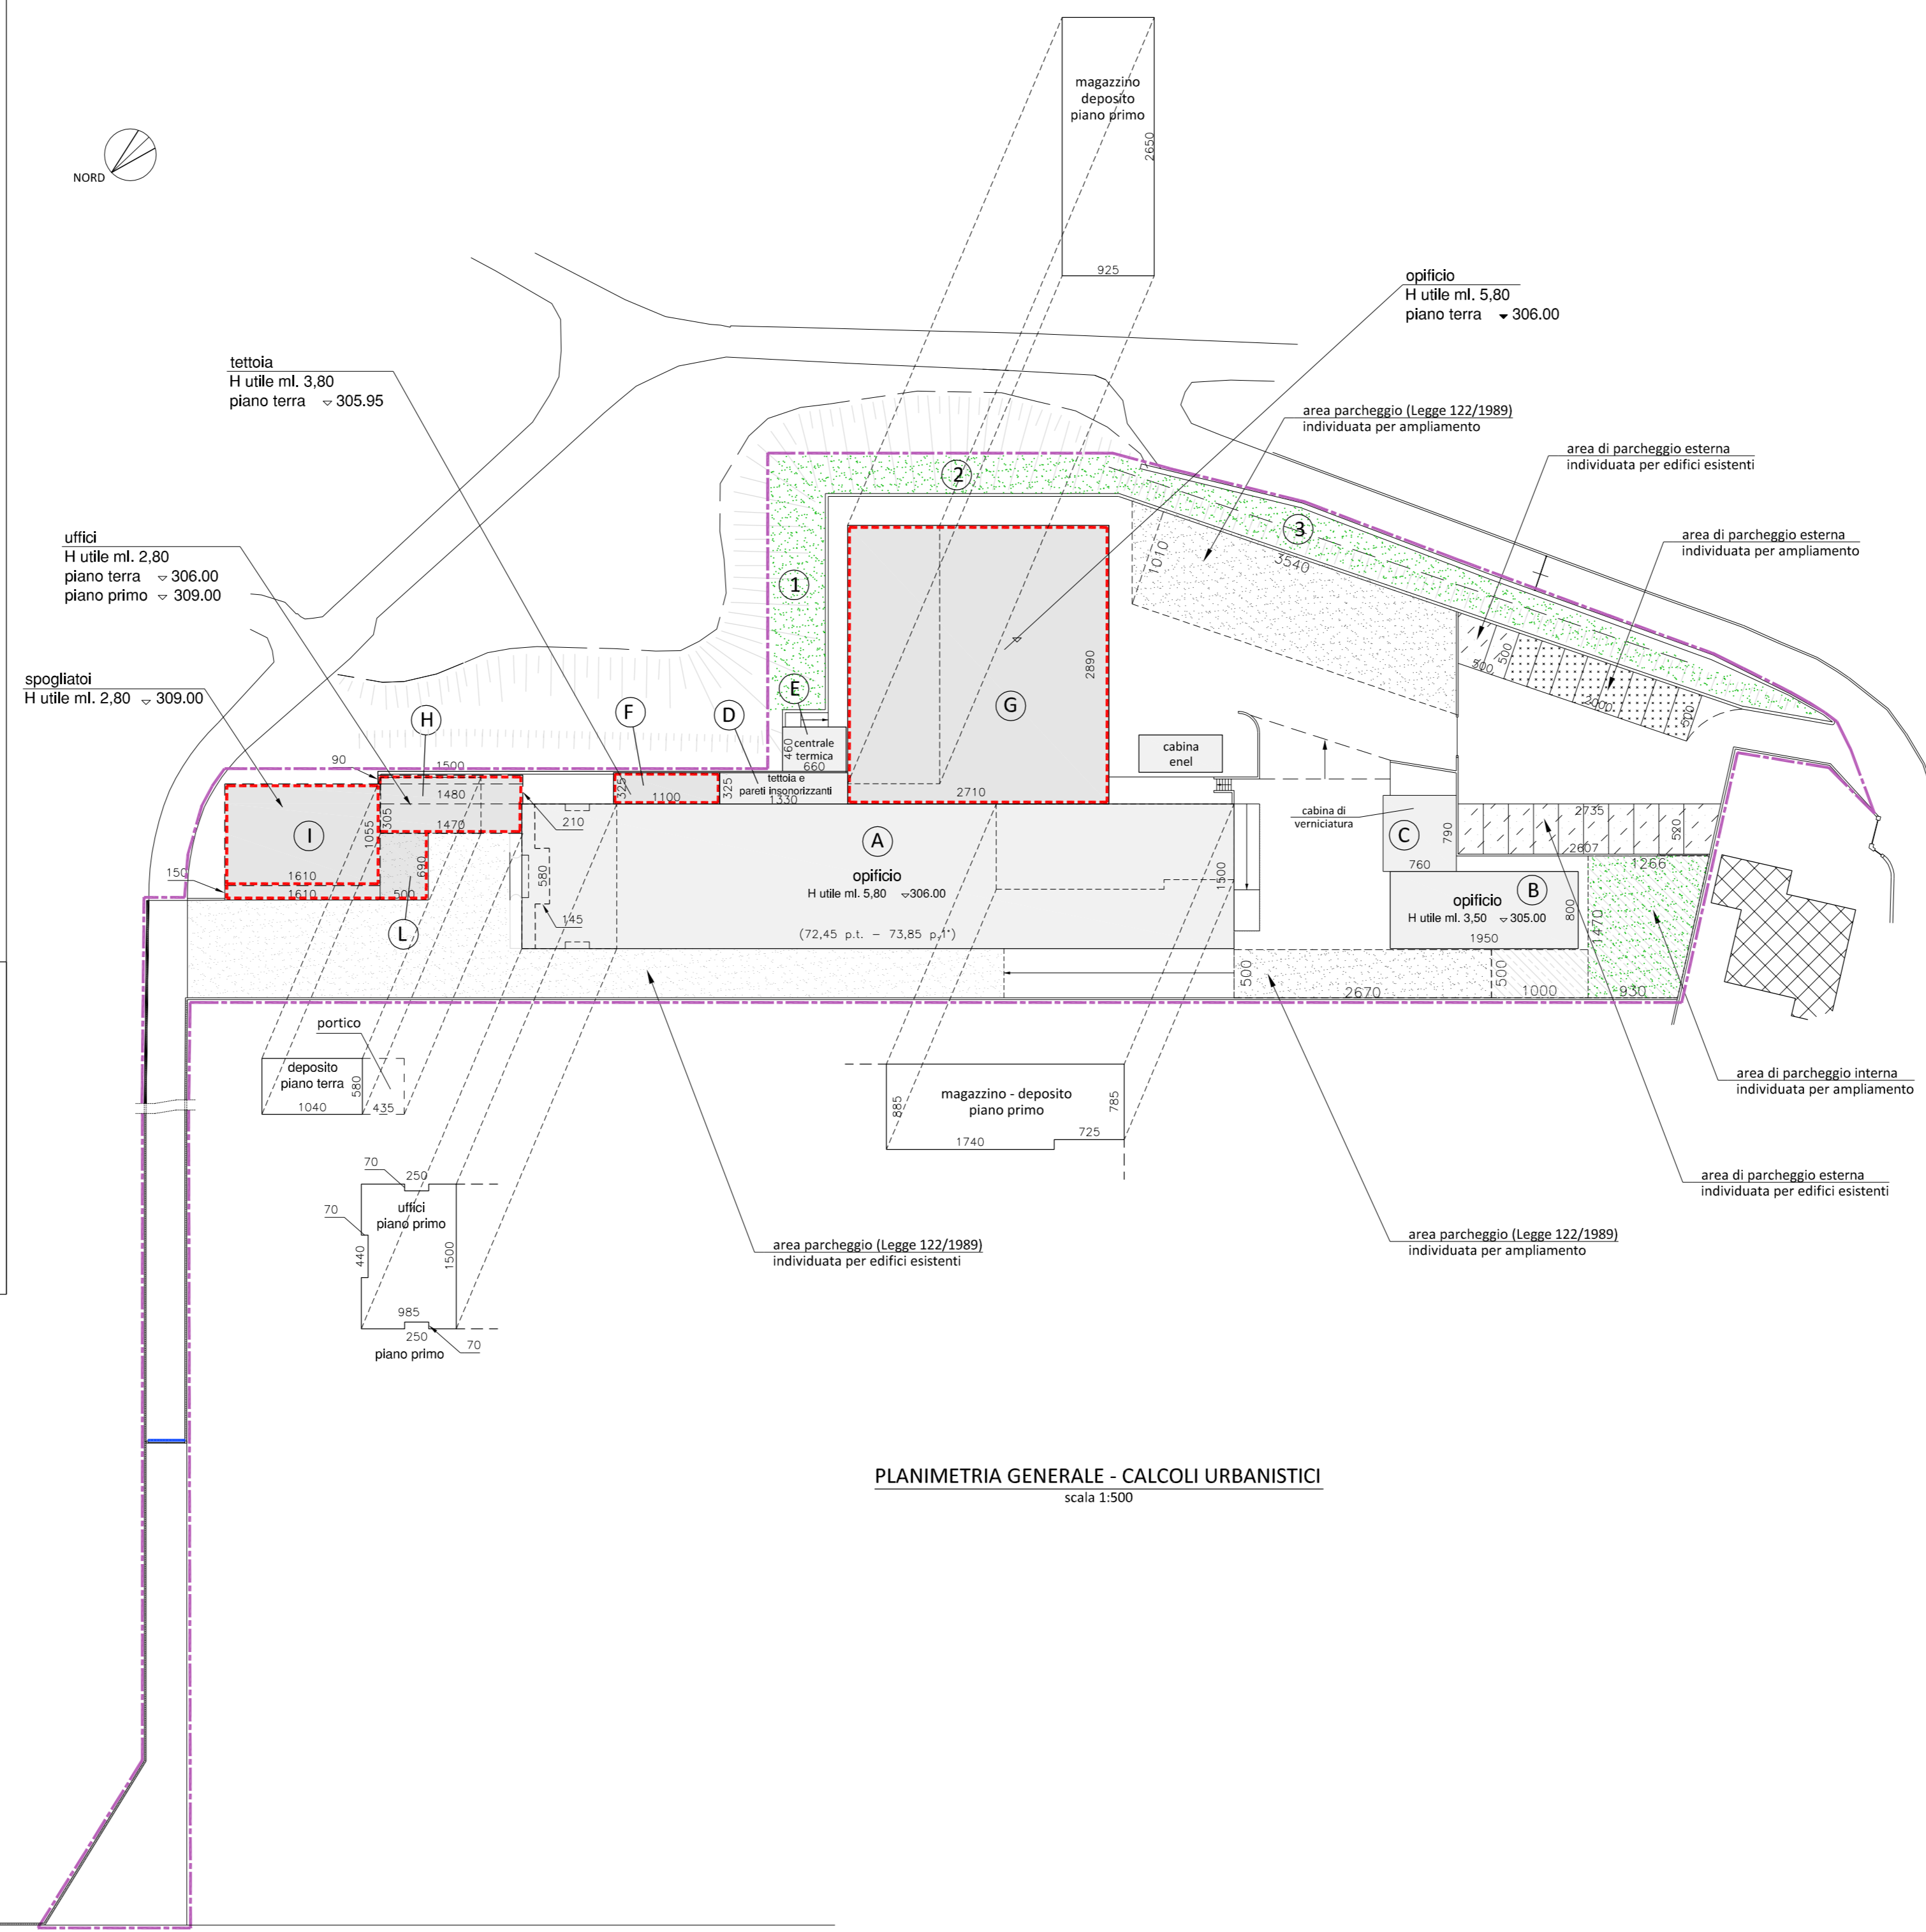 magazzino
deposito
piano primo
2650
925
NORD
opificio
H utile ml. 5,80
piano terra 306.00
tettoia
H utile ml. 3,80
piano terra 305.95
area parcheggio (Legge 122/1989)
individuata per ampliamento
area di parcheggio esterna
individuata per edifici esistenti
area di parcheggio esterna
individuata per ampliamento
uffici
H utile ml. 2,80
piano terra 306.00
piano primo 309.00
spogliatoi
H utile ml. 2,80 309.00
2
3
1
1010
3540
500
500
3000
500
2890
E
G
H
F
D
centrale
termica
460
660
cabina
enel
90
1500
1480
1470
305
325
1100
325
tettoia e
pareti insonorizzanti
1330
2710
210
I
1055
690
1610
1610
150
500
L
580
145
A
opificio
H utile ml. 5,80 306.00
(72,45 p.t. – 73,85 p.1°)
1500
cabina di
verniciatura
C
790
760
2735
520
2607
1266
B
opificio
H utile ml. 3,50 305.00
800
1950
1470
500
2670
500
1000
930
portico
deposito
piano terra
580
1040
435
magazzino - deposito
piano primo
885
785
1740
725
area di parcheggio interna
individuata per ampliamento
70
250
uffici
piano primo
70
440
1500
985
250
70
piano primo
area di parcheggio esterna
individuata per edifici esistenti
area parcheggio (Legge 122/1989)
individuata per edifici esistenti
area parcheggio (Legge 122/1989)
individuata per ampliamento
PLANIMETRIA GENERALE - CALCOLI URBANISTICI
scala 1:500